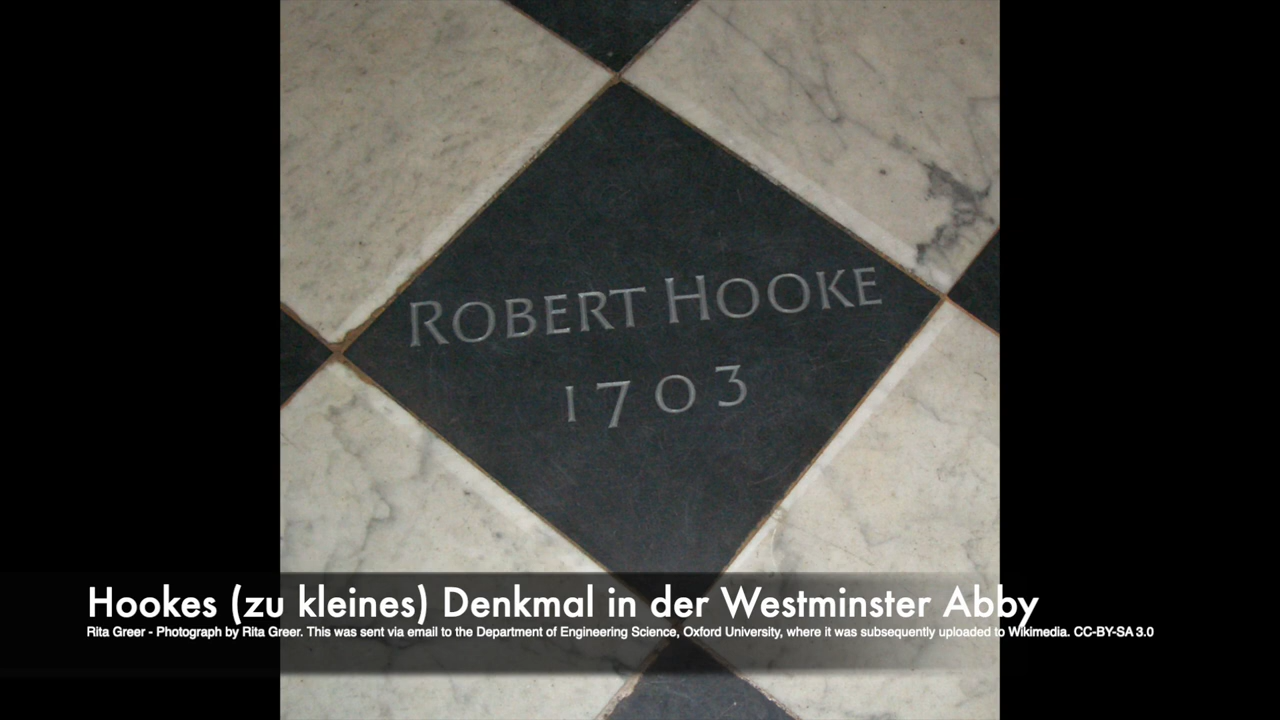 ROBERT HOOKE
1703
Hookes (zu kleines) Denkmal in der Westminster Abby
Rita Greer - Photograph by Rita Greer. This was sent via email to the Department of Engineering Science, Oxford University, where it was subsequently uploaded to Wikimedia. CC-BY-SA 3.0